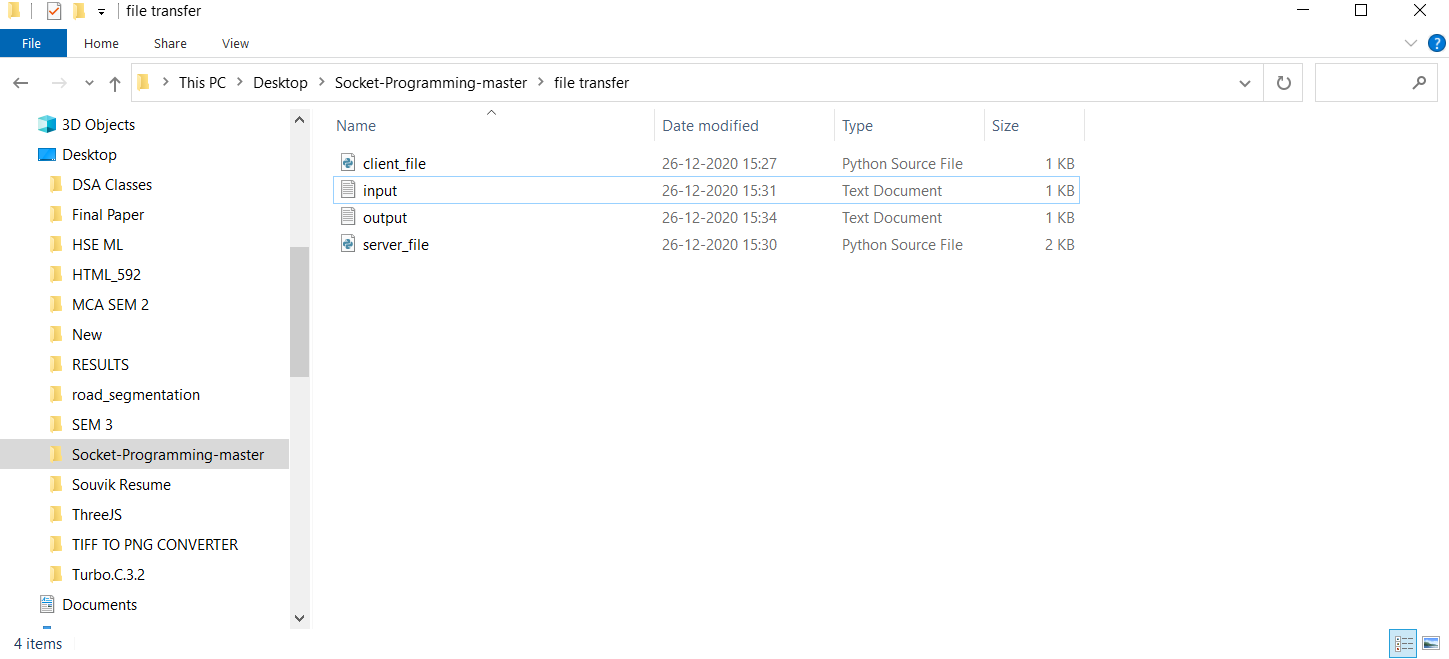 file transfer
File Home Share View
?
This PC Desktop Socket-Programming-master file transfer
3D Objects
Desktop
DSA Classes
Final Paper
HSE ML
HTML_592
MCA SEM 2
New
RESULTS
road_segmentation
SEM 3
Socket-Programming-master
Souvik Resume
ThreeJS
TIFF TO PNG CONVERTER
Turbo.C.3.2
Documents
Name Date modified Type Size
client_file 26-12-2020 15:27 Python Source File 1 KB
input 26-12-2020 15:31 Text Document 1 KB
output 26-12-2020 15:34 Text Document 1 KB
server_file 26-12-2020 15:30 Python Source File 2 KB
4 items